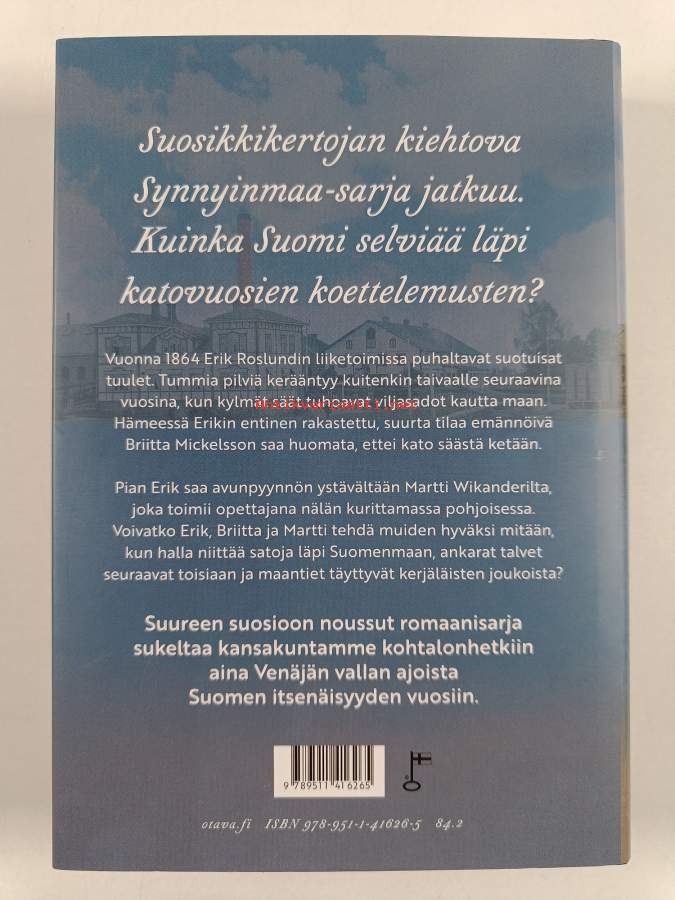 Suosikkikertojan kiehtova
Synnyinmaa-sarja jatkuu.
Kuinka Suomi selviää läpi
katovuosien koettelemusten?
Vuonna 1864 Erik Roslundin liiketoimissa puhaltavat suotuisat
tuulet. Tummia pilviä kerääntyy kuitenkin taivaalle seuraavina
vuosina, kun kylmät säät tuhoavat viljasadot kautta maan.
Hämeessä Erikin entinen rakastettu, suurta tilaa emännöivä
Briitta Mickelsson saa huomata, ettei kato säästä ketään.
Pian Erik saa avunpyynnön ystävältään Martti Wikanderilta,
joka toimii opettajana nälän kurittamassa pohjoisessa.
Voivatko Erik, Briitta ja Martti tehdä muiden hyväksi mitään,
kun halla niittää satoja läpi Suomenmaan, ankarat talvet
seuraavat toisiaan ja maantiet täyttyvät kerjäläisten joukoista?
Suureen suosioon noussut romaanisarja
sukeltaa kansakuntamme kohtalonhetkiin
aina Venäjän vallan ajoista
Suomen itsenäisyyden vuosiin.
9 789511 416265
otava.fi ISBN 978-951-1-41626-5 84.2